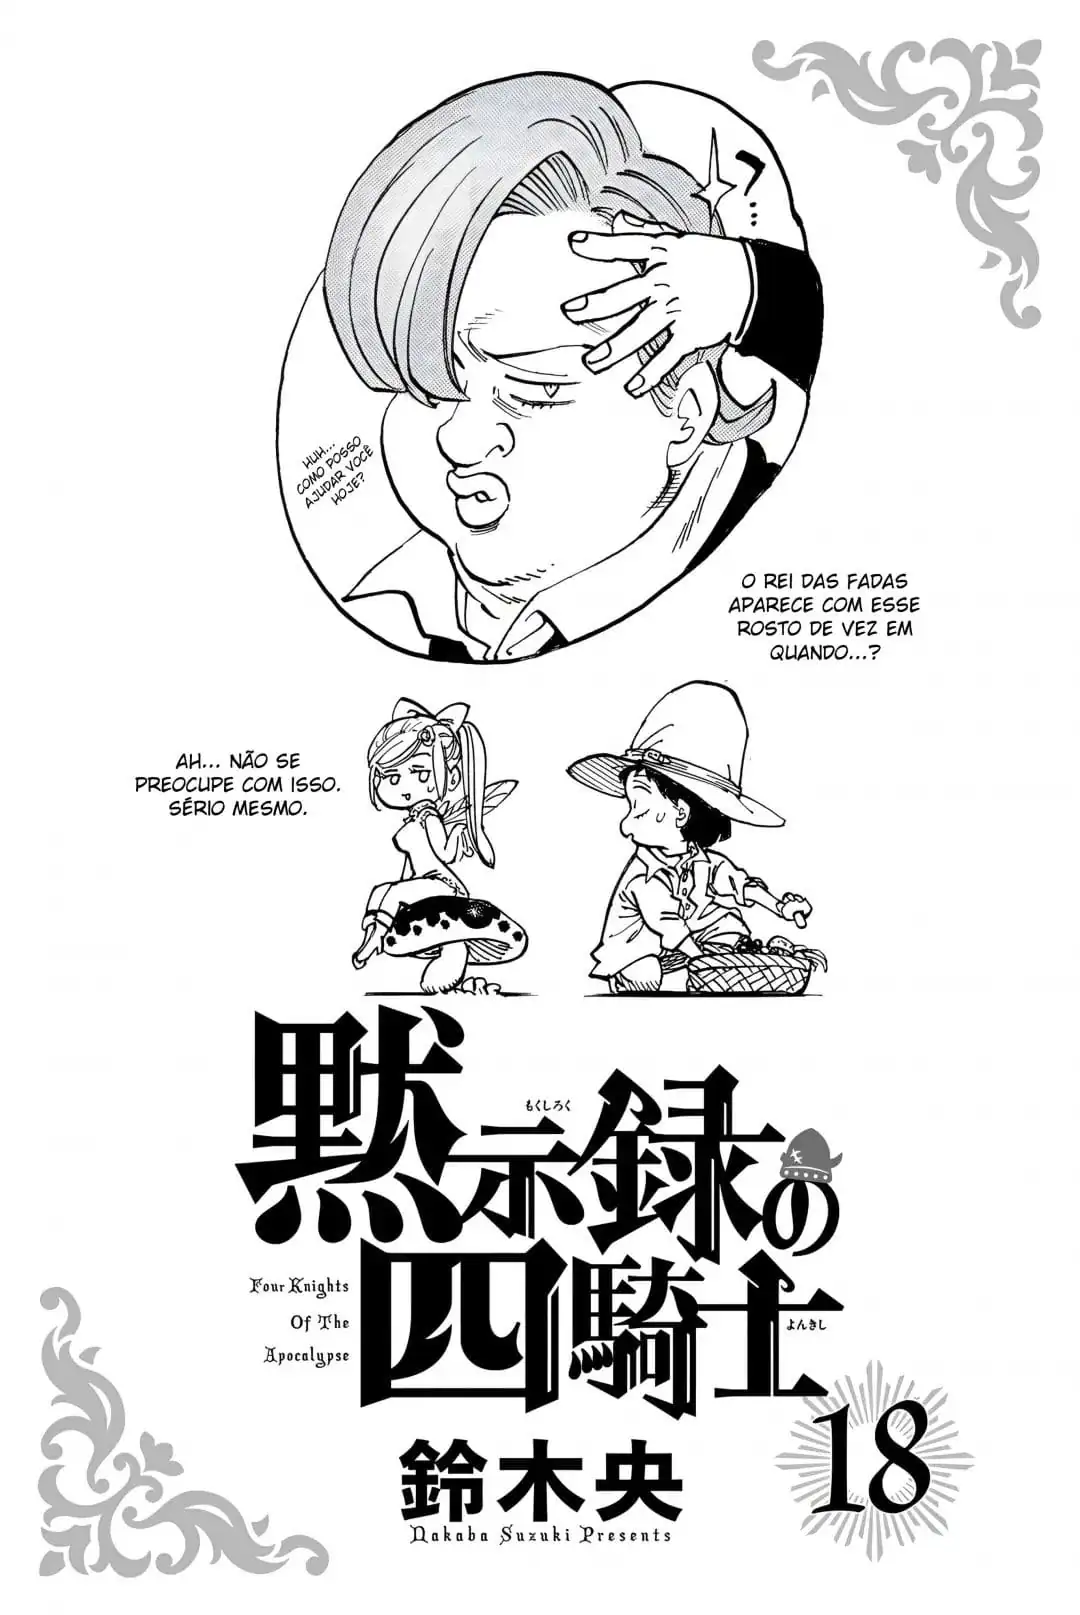 フ…
HUH...
COMO POSSO
AJUDAR VOCÊ
HOJE?
O REI DAS FADAS
APARECE COM ESSE
ROSTO DE VEZ EM
QUANDO...?
AH... NÃO SE
PREOCUPE COM ISSO.
SÉRIO MESMO.
黙示録の
もくしろく
四騎士
よんきし
Four Knights
Of The
Apocalypse
18
鈴木央
Nakaba Suzuki Presents